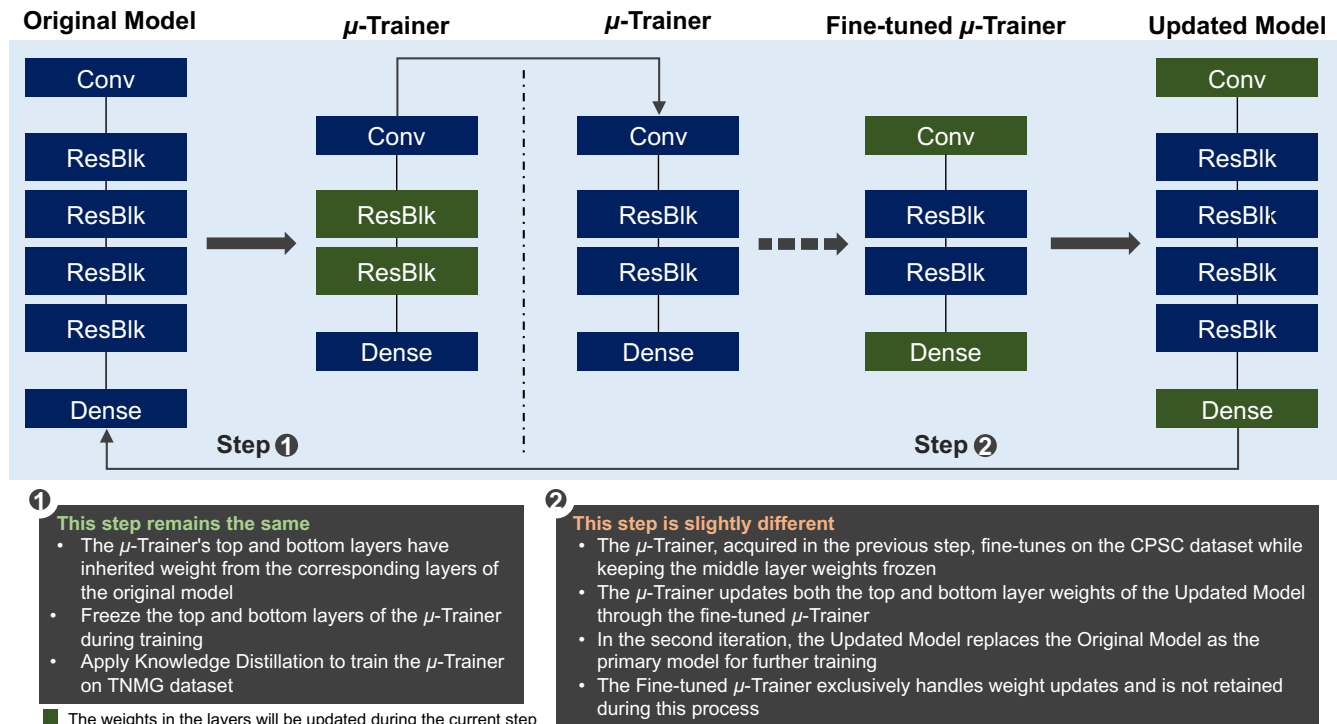 Original Model
μ-Trainer
μ-Trainer
Fine-tuned μ-Trainer
Updated Model
Conv
ResBlk
ResBlk
ResBlk
ResBlk
Dense
Conv
ResBlk
ResBlk
Dense
Conv
ResBlk
ResBlk
Dense
Conv
ResBlk
ResBlk
Dense
Conv
ResBlk
ResBlk
ResBlk
ResBlk
Dense
Step 1
Step 2
1
This step remains the same
• The μ-Trainer's top and bottom layers have
inherited weight from the corresponding layers of
the original model
• Freeze the top and bottom layers of the μ-Trainer
during training
• Apply Knowledge Distillation to train the μ-Trainer
on TNMG dataset
2
This step is slightly different
• The μ-Trainer, acquired in the previous step, fine-tunes on the CPSC dataset while
keeping the middle layer weights frozen
• The μ-Trainer updates both the top and bottom layer weights of the Updated Model
through the fine-tuned μ-Trainer
• In the second iteration, the Updated Model replaces the Original Model as the
primary model for further training
• The Fine-tuned μ-Trainer exclusively handles weight updates and is not retained
during this process
The weights in the layers will be updated during the current step